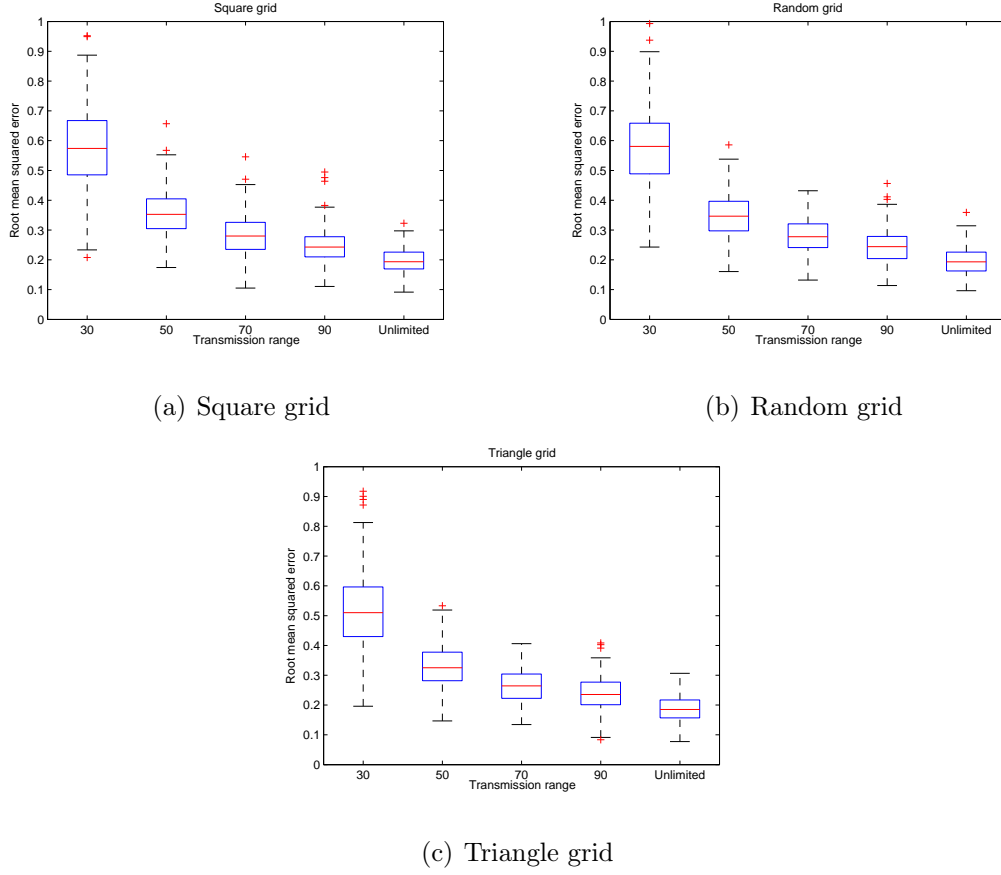 Square grid
1
0.9
0.8
0.7
0.6
0.5
0.4
0.3
0.2
0.1
0
Root mean squared error
30 50 70 90 Unlimited
Transmission range
(a) Square grid
Random grid
1
0.9
0.8
0.7
0.6
0.5
0.4
0.3
0.2
0.1
0
Root mean squared error
30 50 70 90 Unlimited
Transmission range
(b) Random grid
Triangle grid
1
0.9
0.8
0.7
0.6
0.5
0.4
0.3
0.2
0.1
0
Root mean squared error
30 50 70 90 Unlimited
Transmission range
(c) Triangle grid